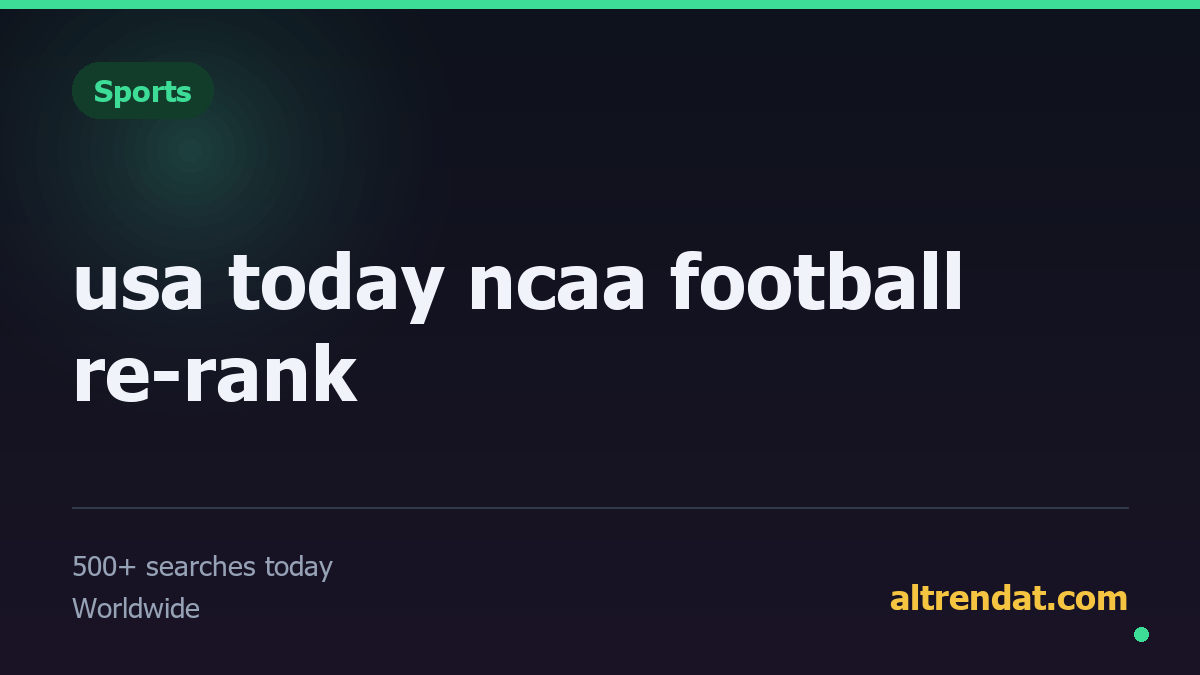 Sports
usa today ncaa football
re-rank
500+ searches today
Worldwide
altrendat.com